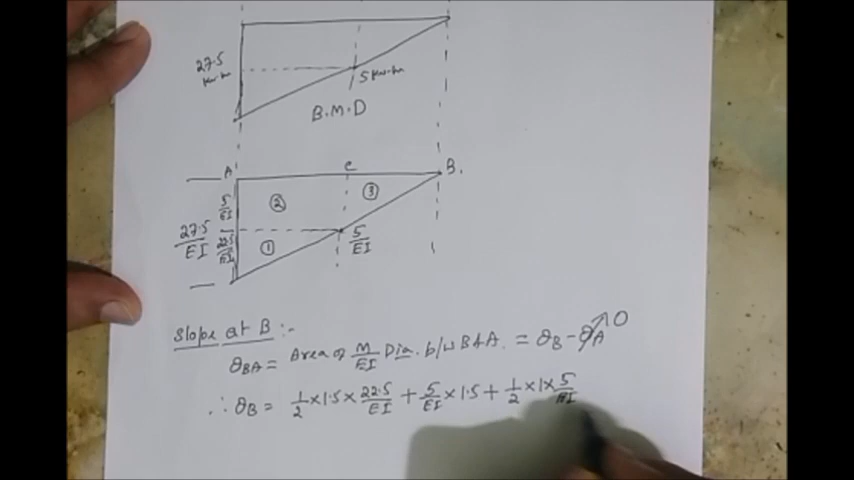 27.5
kN-m
5 kN-m
B.M.D
A C B.
5/EI ② ③
27.5/EI 22.5/EI ① 5/EI
Slope at B :-
θBA = Area of M/EI Dia. b/w B & A. = θB - θA 0
∴ θB = 1/2 × 1.5 × 22.5/EI + 5/EI × 1.5 + 1/2 × 1 × 5/EI